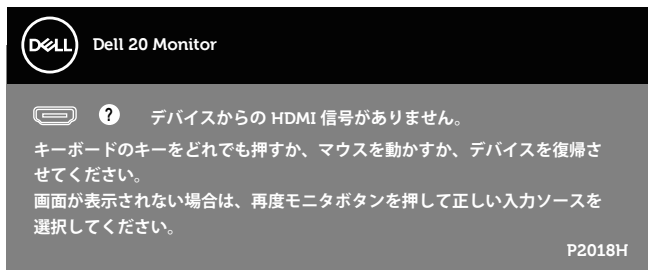 DELL
Dell 20 Monitor
? デバイスからの HDMI 信号がありません。
キーボードのキーをどれでも押すか、マウスを動かすか、デバイスを復帰さ
せてください。
画面が表示されない場合は、再度モニタボタンを押して正しい入力ソースを
選択してください。
P2018H